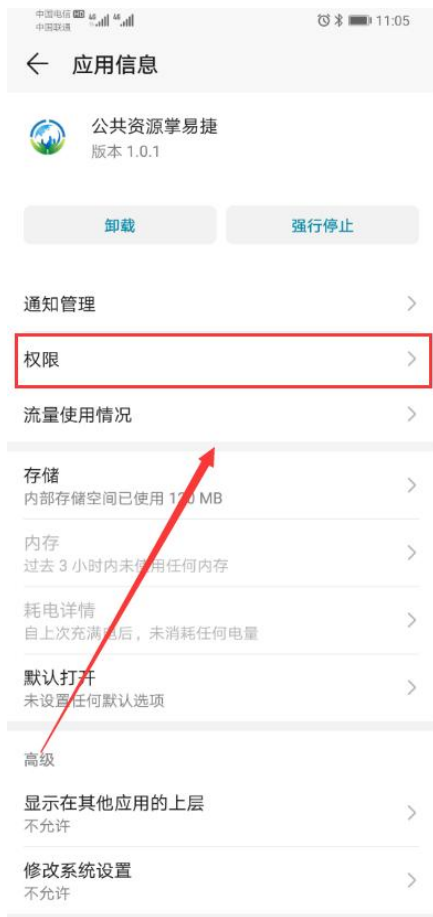 中国电信 HD
中国联通
4G 4G
11:05
应用信息
公共资源掌易捷
版本 1.0.1
卸载
强行停止
通知管理
权限
流量使用情况
存储
内部存储空间已使用 120 MB
内存
过去 3 小时内未使用任何内存
耗电详情
自上次充满电后，未消耗任何电量
默认打开
未设置任何默认选项
高级
显示在其他应用的上层
不允许
修改系统设置
不允许